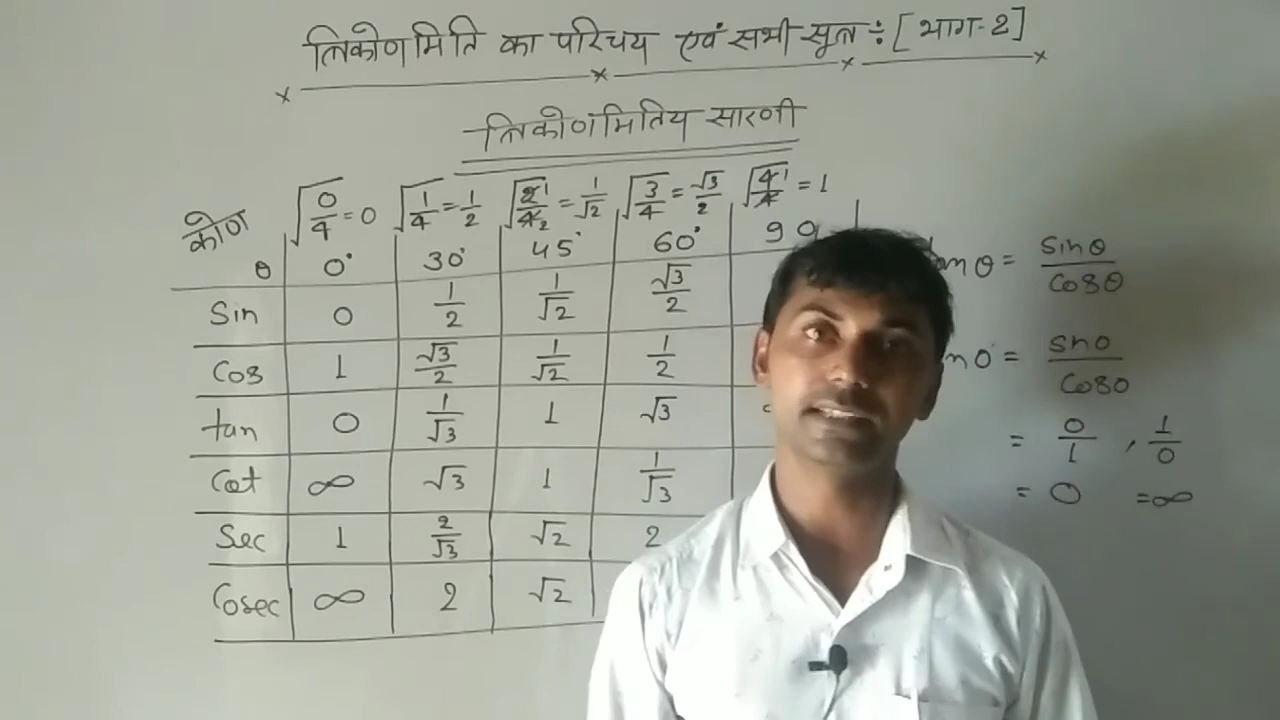 त्रिकोणमिति का परिचय एवं सभी सूत्र ÷ [भाग-2]
त्रिकोणमितिय सारणी
कोण √(0/4) = 0 √(1/4) = 1/2 √(2/4) = 1/√2 √(3/4) = √3/2 √(4/4) = 1
θ 0° 30° 45° 60° 90
Sin 0 1/2 1/√2 √3/2
Cos 1 √3/2 1/√2 1/2
tan 0 1/√3 1 √3
Cot ∞ √3 1 1/√3
Sec 1 2/√3 √2 2
Cosec ∞ 2 √2
tan θ = sinθ/cosθ
= sin0/cos0
= 0/1 , 1/0
= 0 =∞